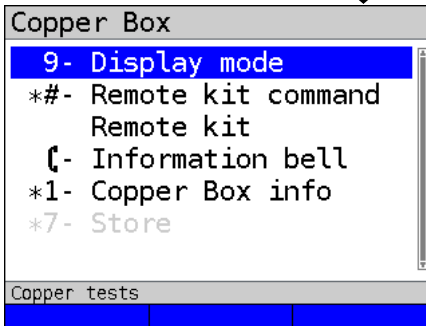 Copper Box
9- Display mode
*#- Remote kit command
Remote kit
- Information bell
*1- Copper Box info
*7- Store
Copper tests